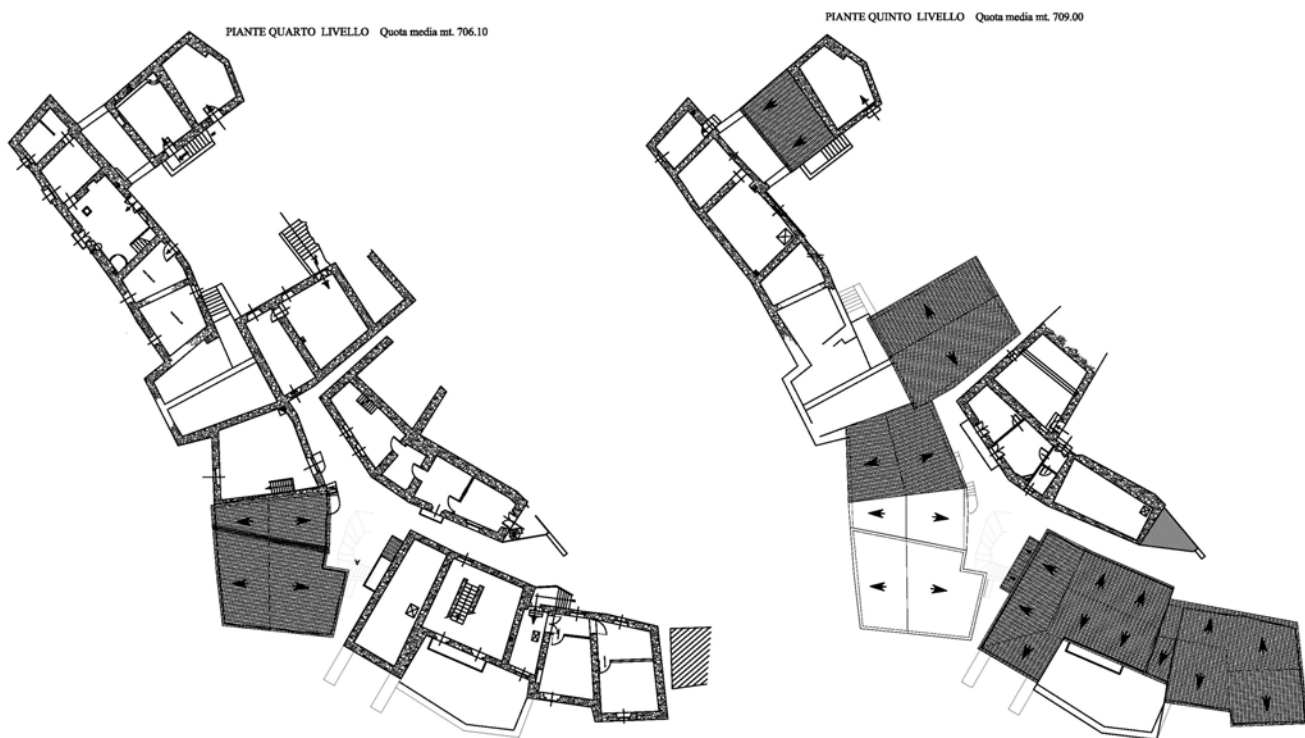 PIANTE QUARTO LIVELLO Quota media mt. 706.10
PIANTE QUINTO LIVELLO Quota media mt. 709.00